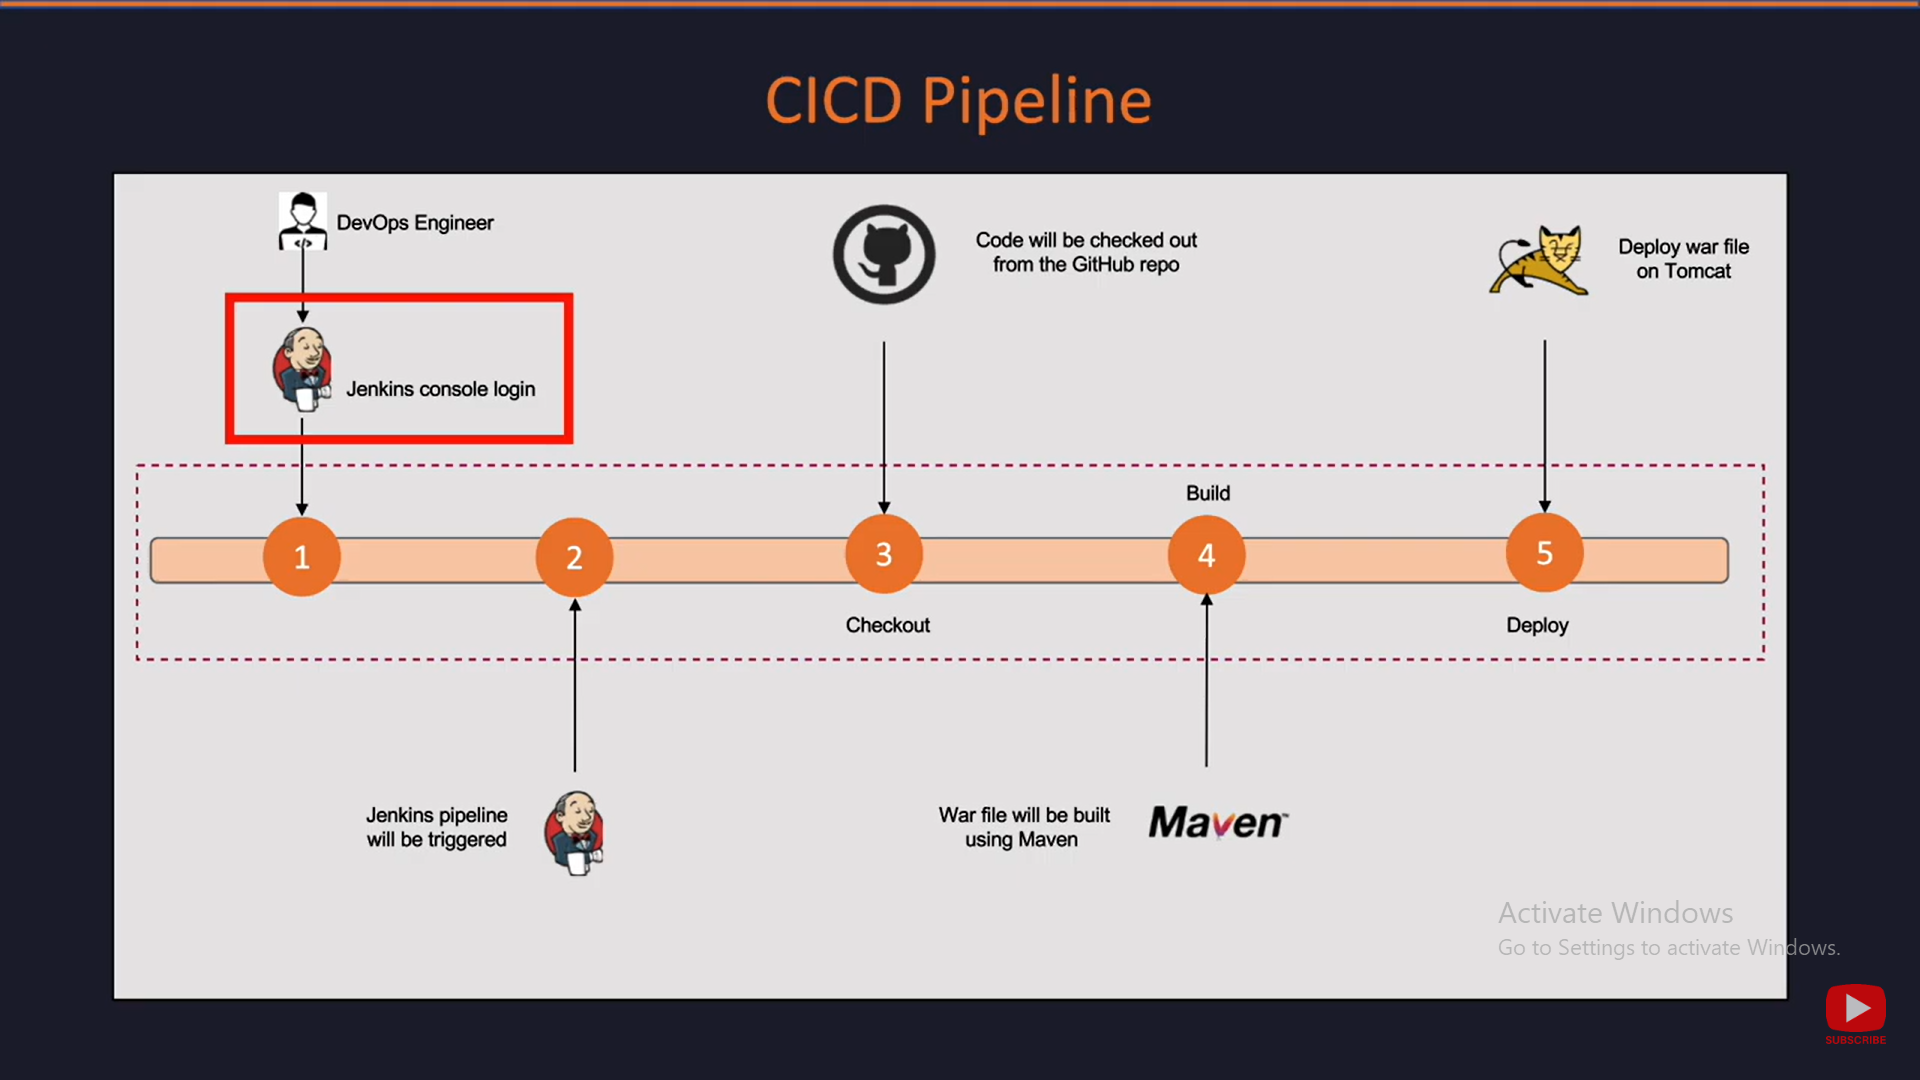 CICD Pipeline
DevOps Engineer
Jenkins console login
Code will be checked out
from the GitHub repo
Deploy war file
on Tomcat
Build
1
2
3
4
5
Checkout
Deploy
Jenkins pipeline
will be triggered
War file will be built
using Maven
Maven™
Activate Windows
Go to Settings to activate Windows.
SUBSCRIBE